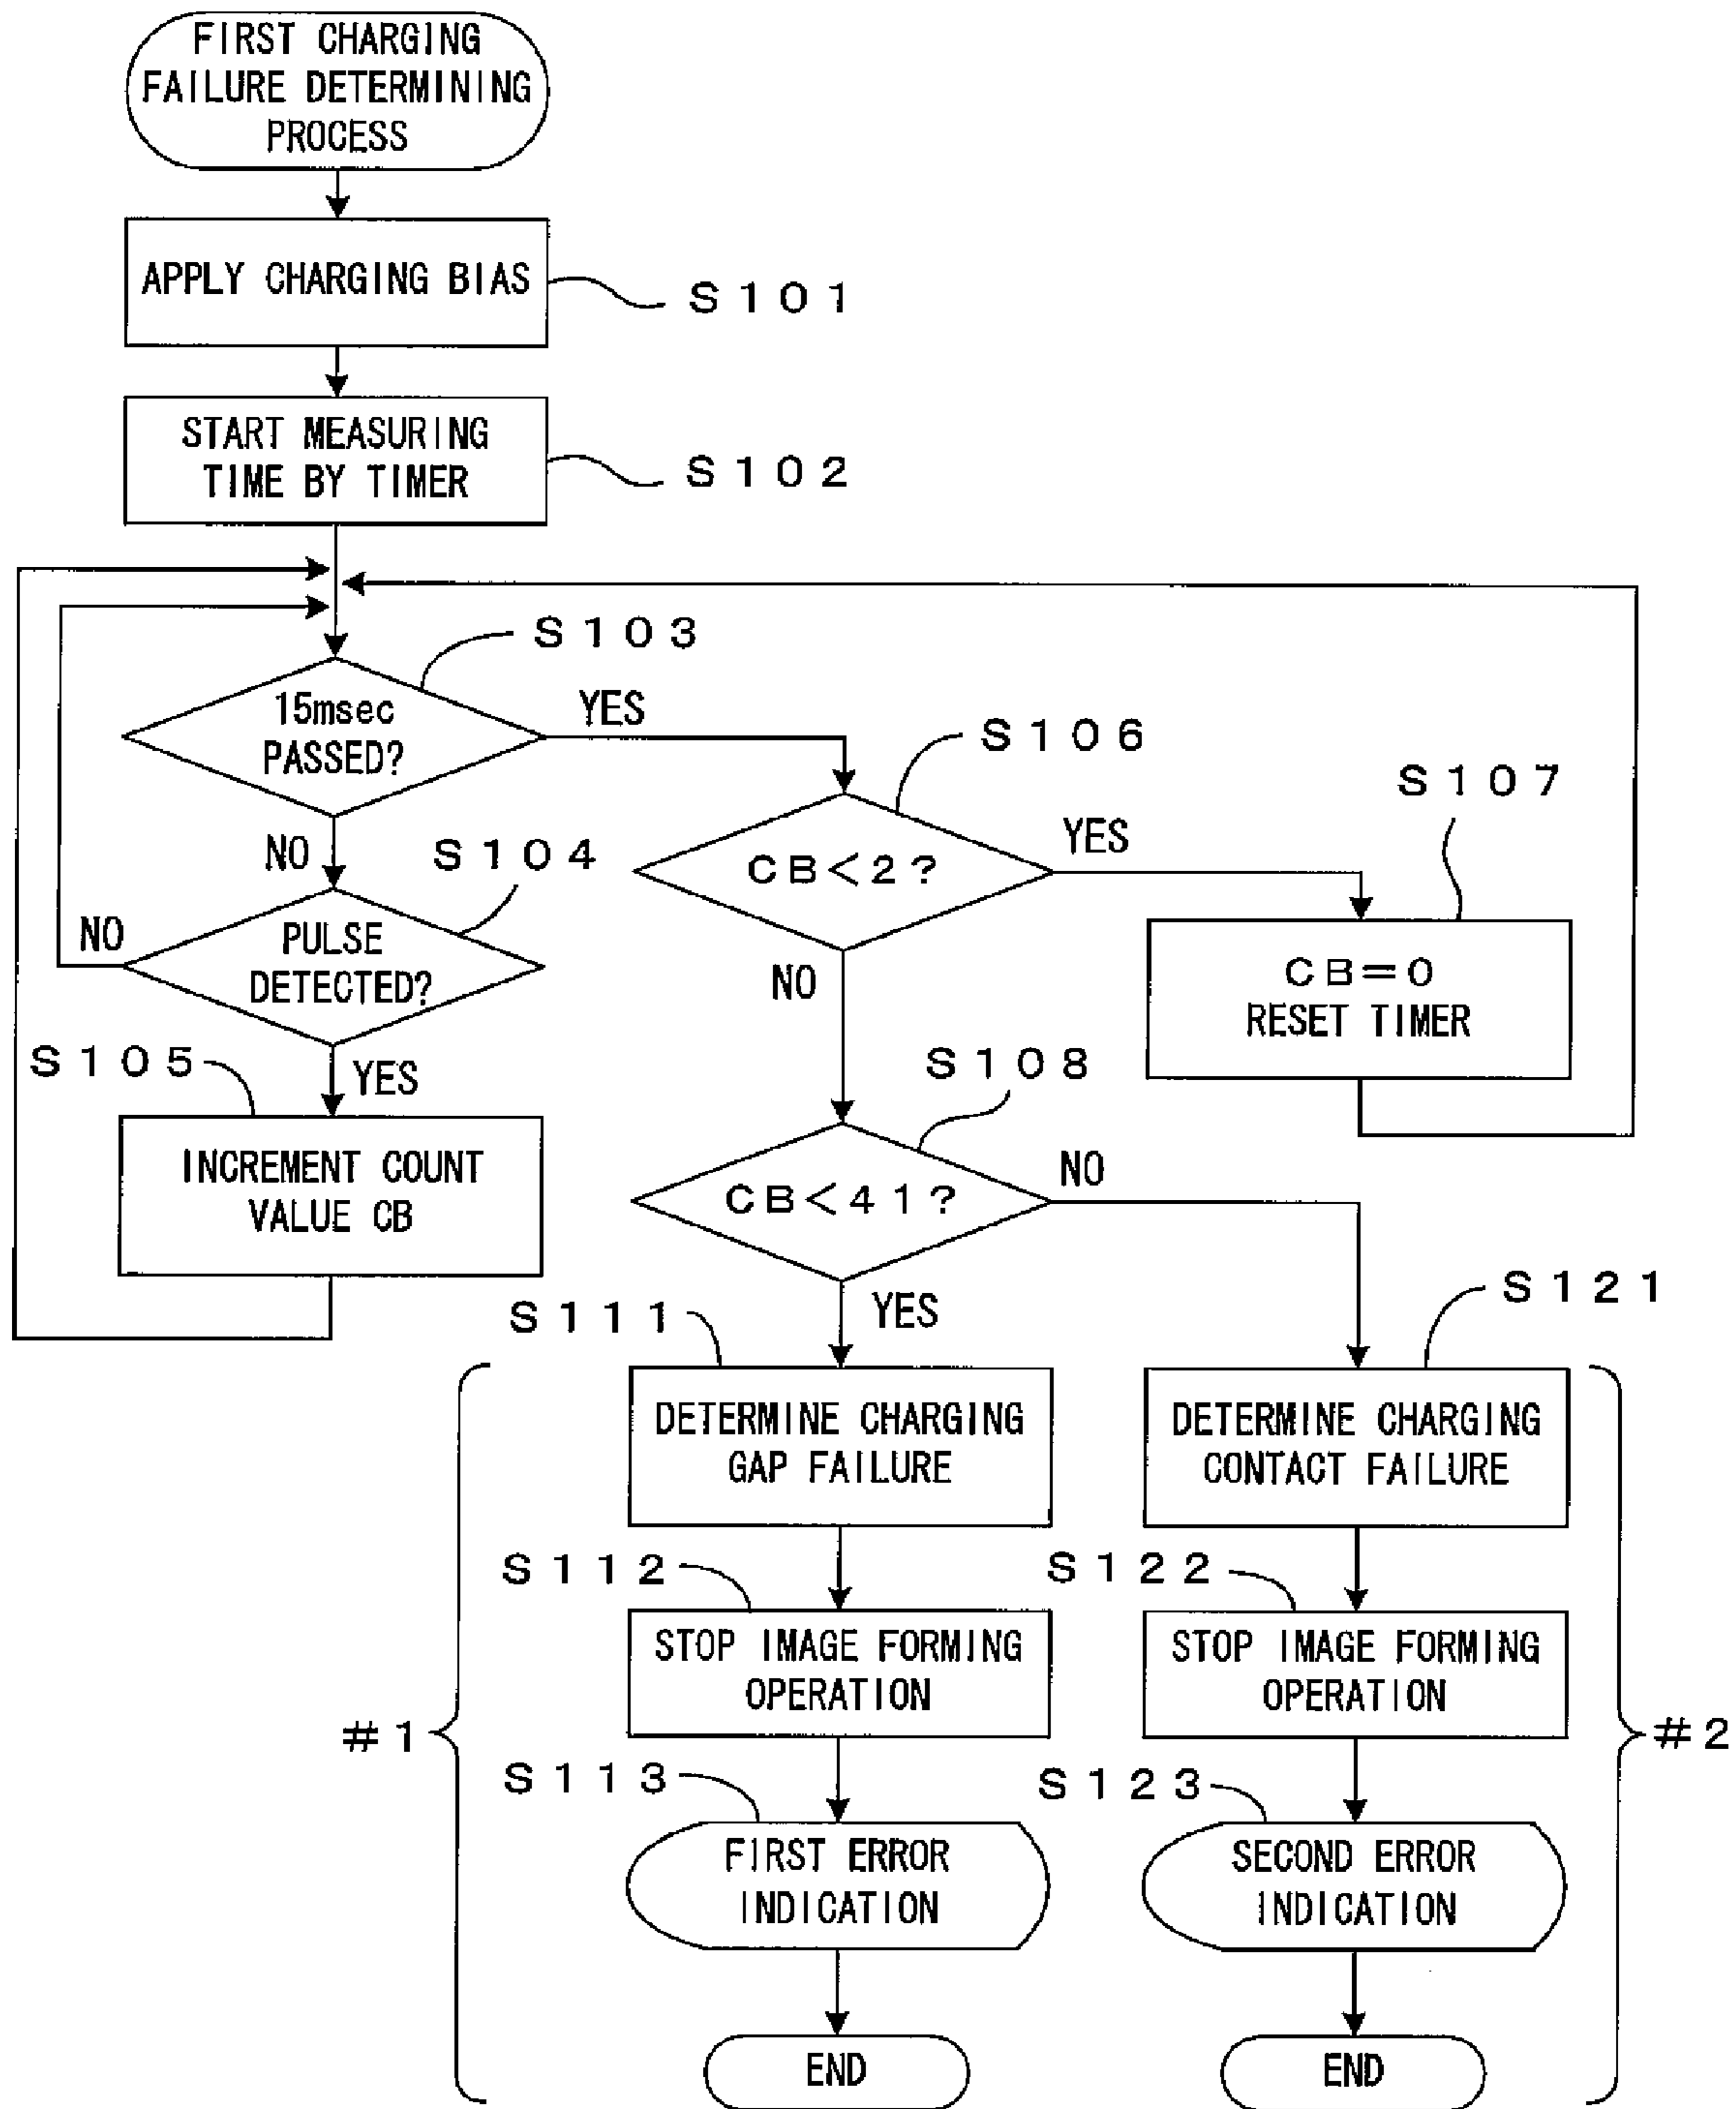 FIRST CHARGING
FAILURE DETERMINING
PROCESS
APPLY CHARGING BIAS
S101
START MEASURING
TIME BY TIMER
S102
S103
15msec
PASSED?
YES
NO
S104
PULSE
DETECTED?
NO
YES
S105
INCREMENT COUNT
VALUE CB
S106
CB<2?
YES
NO
S107
CB=0
RESET TIMER
S108
CB<41?
NO
YES
S111
DETERMINE CHARGING
GAP FAILURE
S112
STOP IMAGE FORMING
OPERATION
S113
FIRST ERROR
INDICATION
END
#1
S121
DETERMINE CHARGING
CONTACT FAILURE
S122
STOP IMAGE FORMING
OPERATION
S123
SECOND ERROR
INDICATION
END
#2